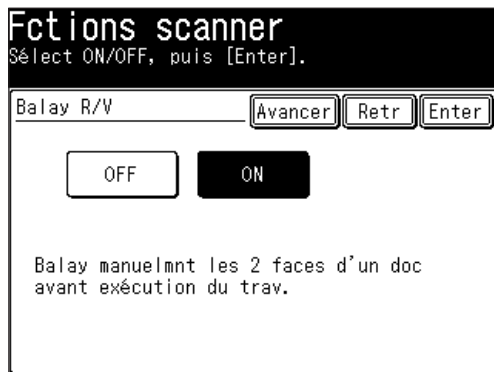 Fctions scanner
Sélect ON/OFF, puis [Enter].
Balay R/V Avancer Retr Enter
OFF ON
Balay manuelmnt les 2 faces d'un doc
avant exécution du trav.